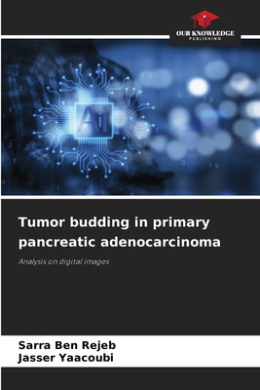 OUR KNOWLEDGE
PUBLISHING
AI
Tumor budding in primary
pancreatic adenocarcinoma
Analysis on digital images
Sarra Ben Rejeb
Jasser Yaacoubi